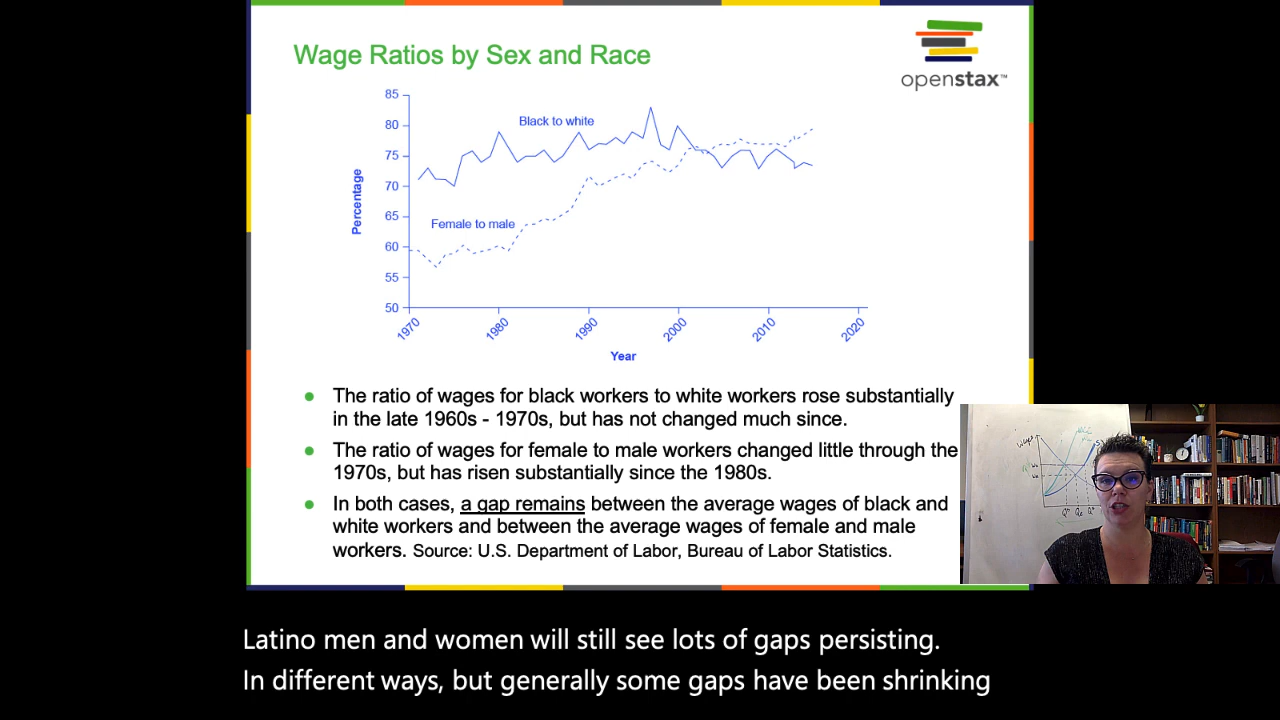 Wage Ratios by Sex and Race
openstax™
85
80
75
70
65
60
55
50
Percentage
Black to white
Female to male
1970
1980
1990
2000
2010
2020
Year
● The ratio of wages for black workers to white workers rose substantially
in the late 1960s - 1970s, but has not changed much since.
● The ratio of wages for female to male workers changed little through the
1970s, but has risen substantially since the 1980s.
● In both cases, a gap remains between the average wages of black and
white workers and between the average wages of female and male
workers. Source: U.S. Department of Labor, Bureau of Labor Statistics.
Latino men and women will still see lots of gaps persisting.
In different ways, but generally some gaps have been shrinking